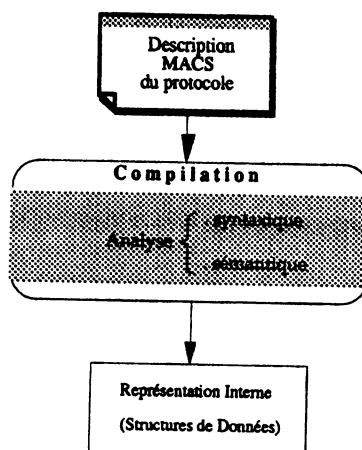 Description
MACS
du protocole
Compilation
. syntaxique
Analyse
. sémantique
Représentation Interne
(Structures de Données)